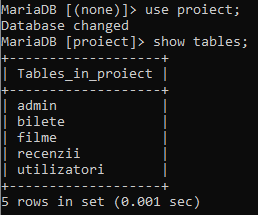 MariaDB [(none)]> use proiect;
Database changed
MariaDB [proiect]> show tables;
+-------------------+
| Tables_in_proiect |
+-------------------+
| admin             |
| bilete            |
| filme             |
| recenzii          |
| utilizatori       |
+-------------------+
5 rows in set (0.001 sec)